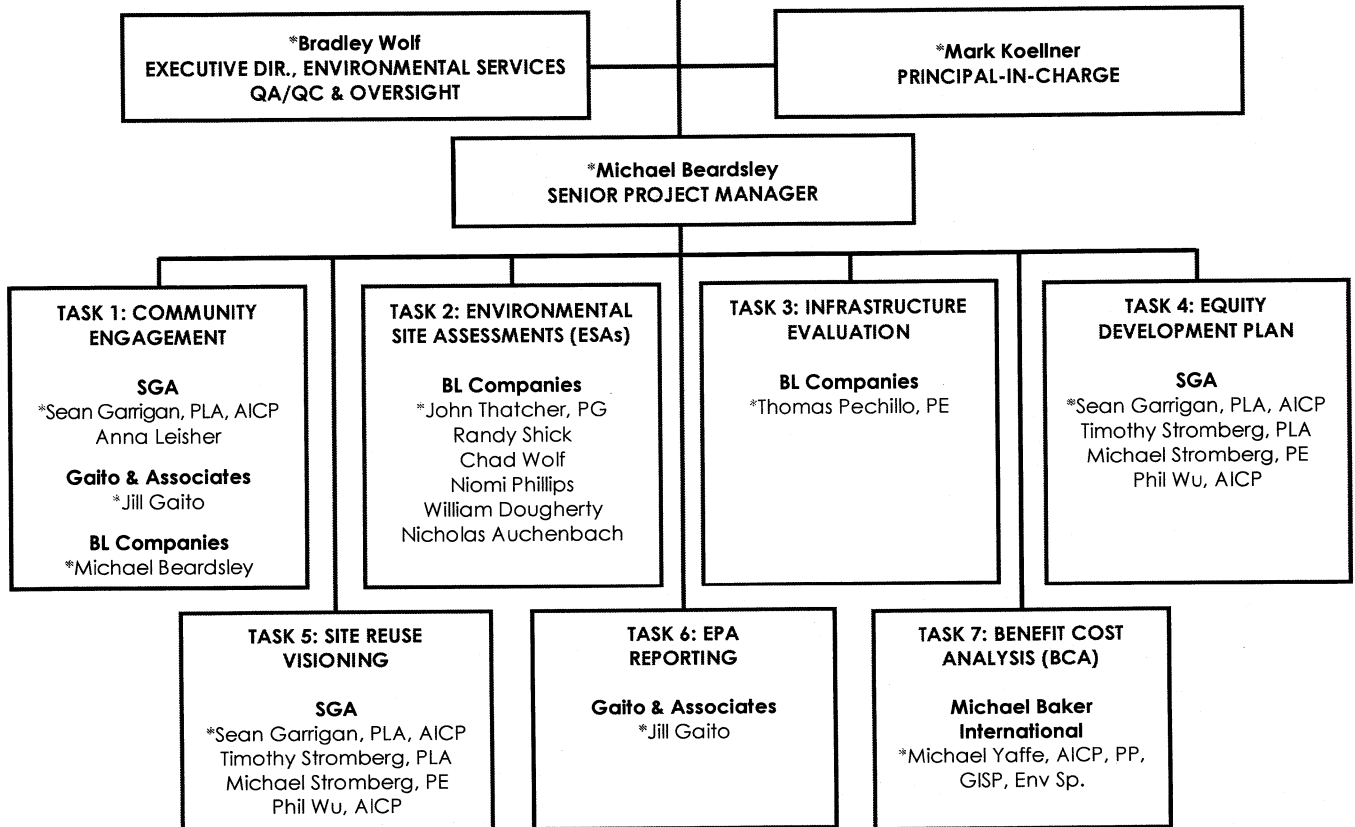 *Bradley Wolf
EXECUTIVE DIR., ENVIRONMENTAL SERVICES
QA/QC & OVERSIGHT
*Mark Koellner
PRINCIPAL-IN-CHARGE
*Michael Beardsley
SENIOR PROJECT MANAGER
TASK 1: COMMUNITY
ENGAGEMENT
SGA
*Sean Garrigan, PLA, AICP
Anna Leisher
Gaito & Associates
*Jill Gaito
BL Companies
*Michael Beardsley
TASK 2: ENVIRONMENTAL
SITE ASSESSMENTS (ESAs)
BL Companies
*John Thatcher, PG
Randy Shick
Chad Wolf
Niomi Phillips
William Dougherty
Nicholas Auchenbach
TASK 3: INFRASTRUCTURE
EVALUATION
BL Companies
*Thomas Pechillo, PE
TASK 4: EQUITY
DEVELOPMENT PLAN
SGA
*Sean Garrigan, PLA, AICP
Timothy Stromberg, PLA
Michael Stromberg, PE
Phil Wu, AICP
TASK 5: SITE REUSE
VISIONING
SGA
*Sean Garrigan, PLA, AICP
Timothy Stromberg, PLA
Michael Stromberg, PE
Phil Wu, AICP
TASK 6: EPA
REPORTING
Gaito & Associates
*Jill Gaito
TASK 7: BENEFIT COST
ANALYSIS (BCA)
Michael Baker
International
*Michael Yaffe, AICP, PP,
GISP, Env Sp.